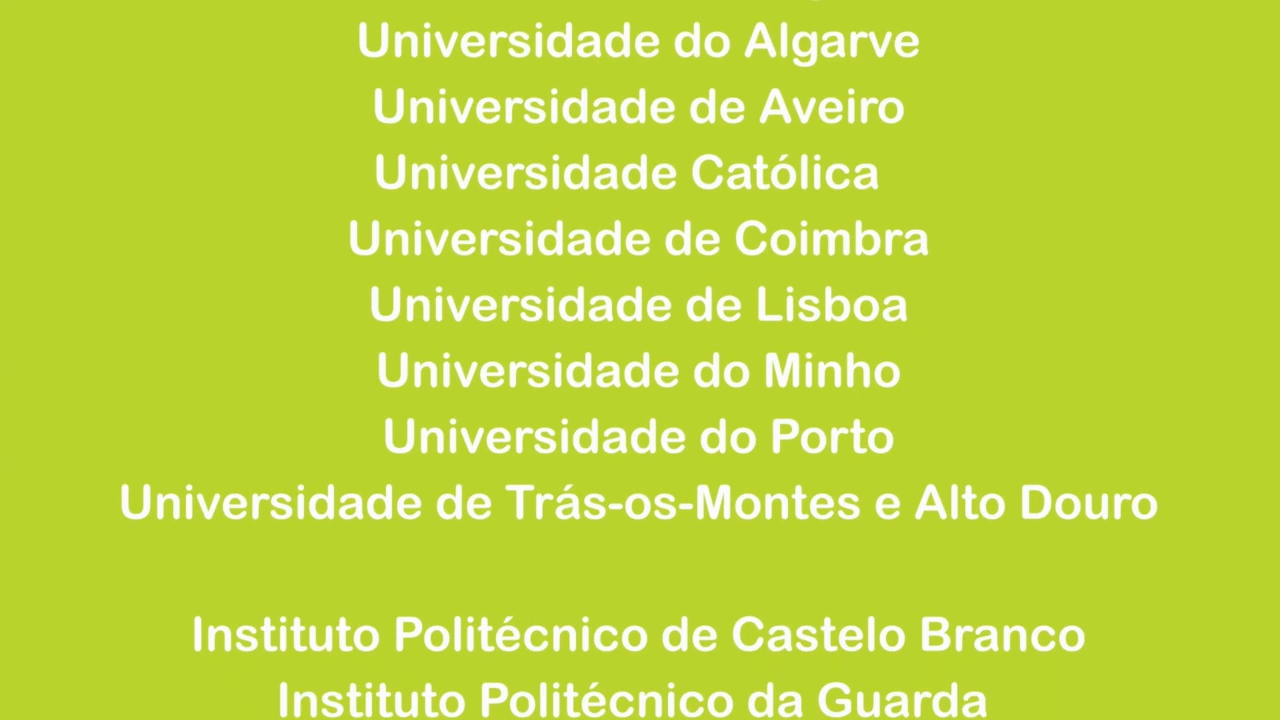 Universidade do Algarve
Universidade de Aveiro
Universidade Católica
Universidade de Coimbra
Universidade de Lisboa
Universidade do Minho
Universidade do Porto
Universidade de Trás-os-Montes e Alto Douro
Instituto Politécnico de Castelo Branco
Instituto Politécnico da Guarda